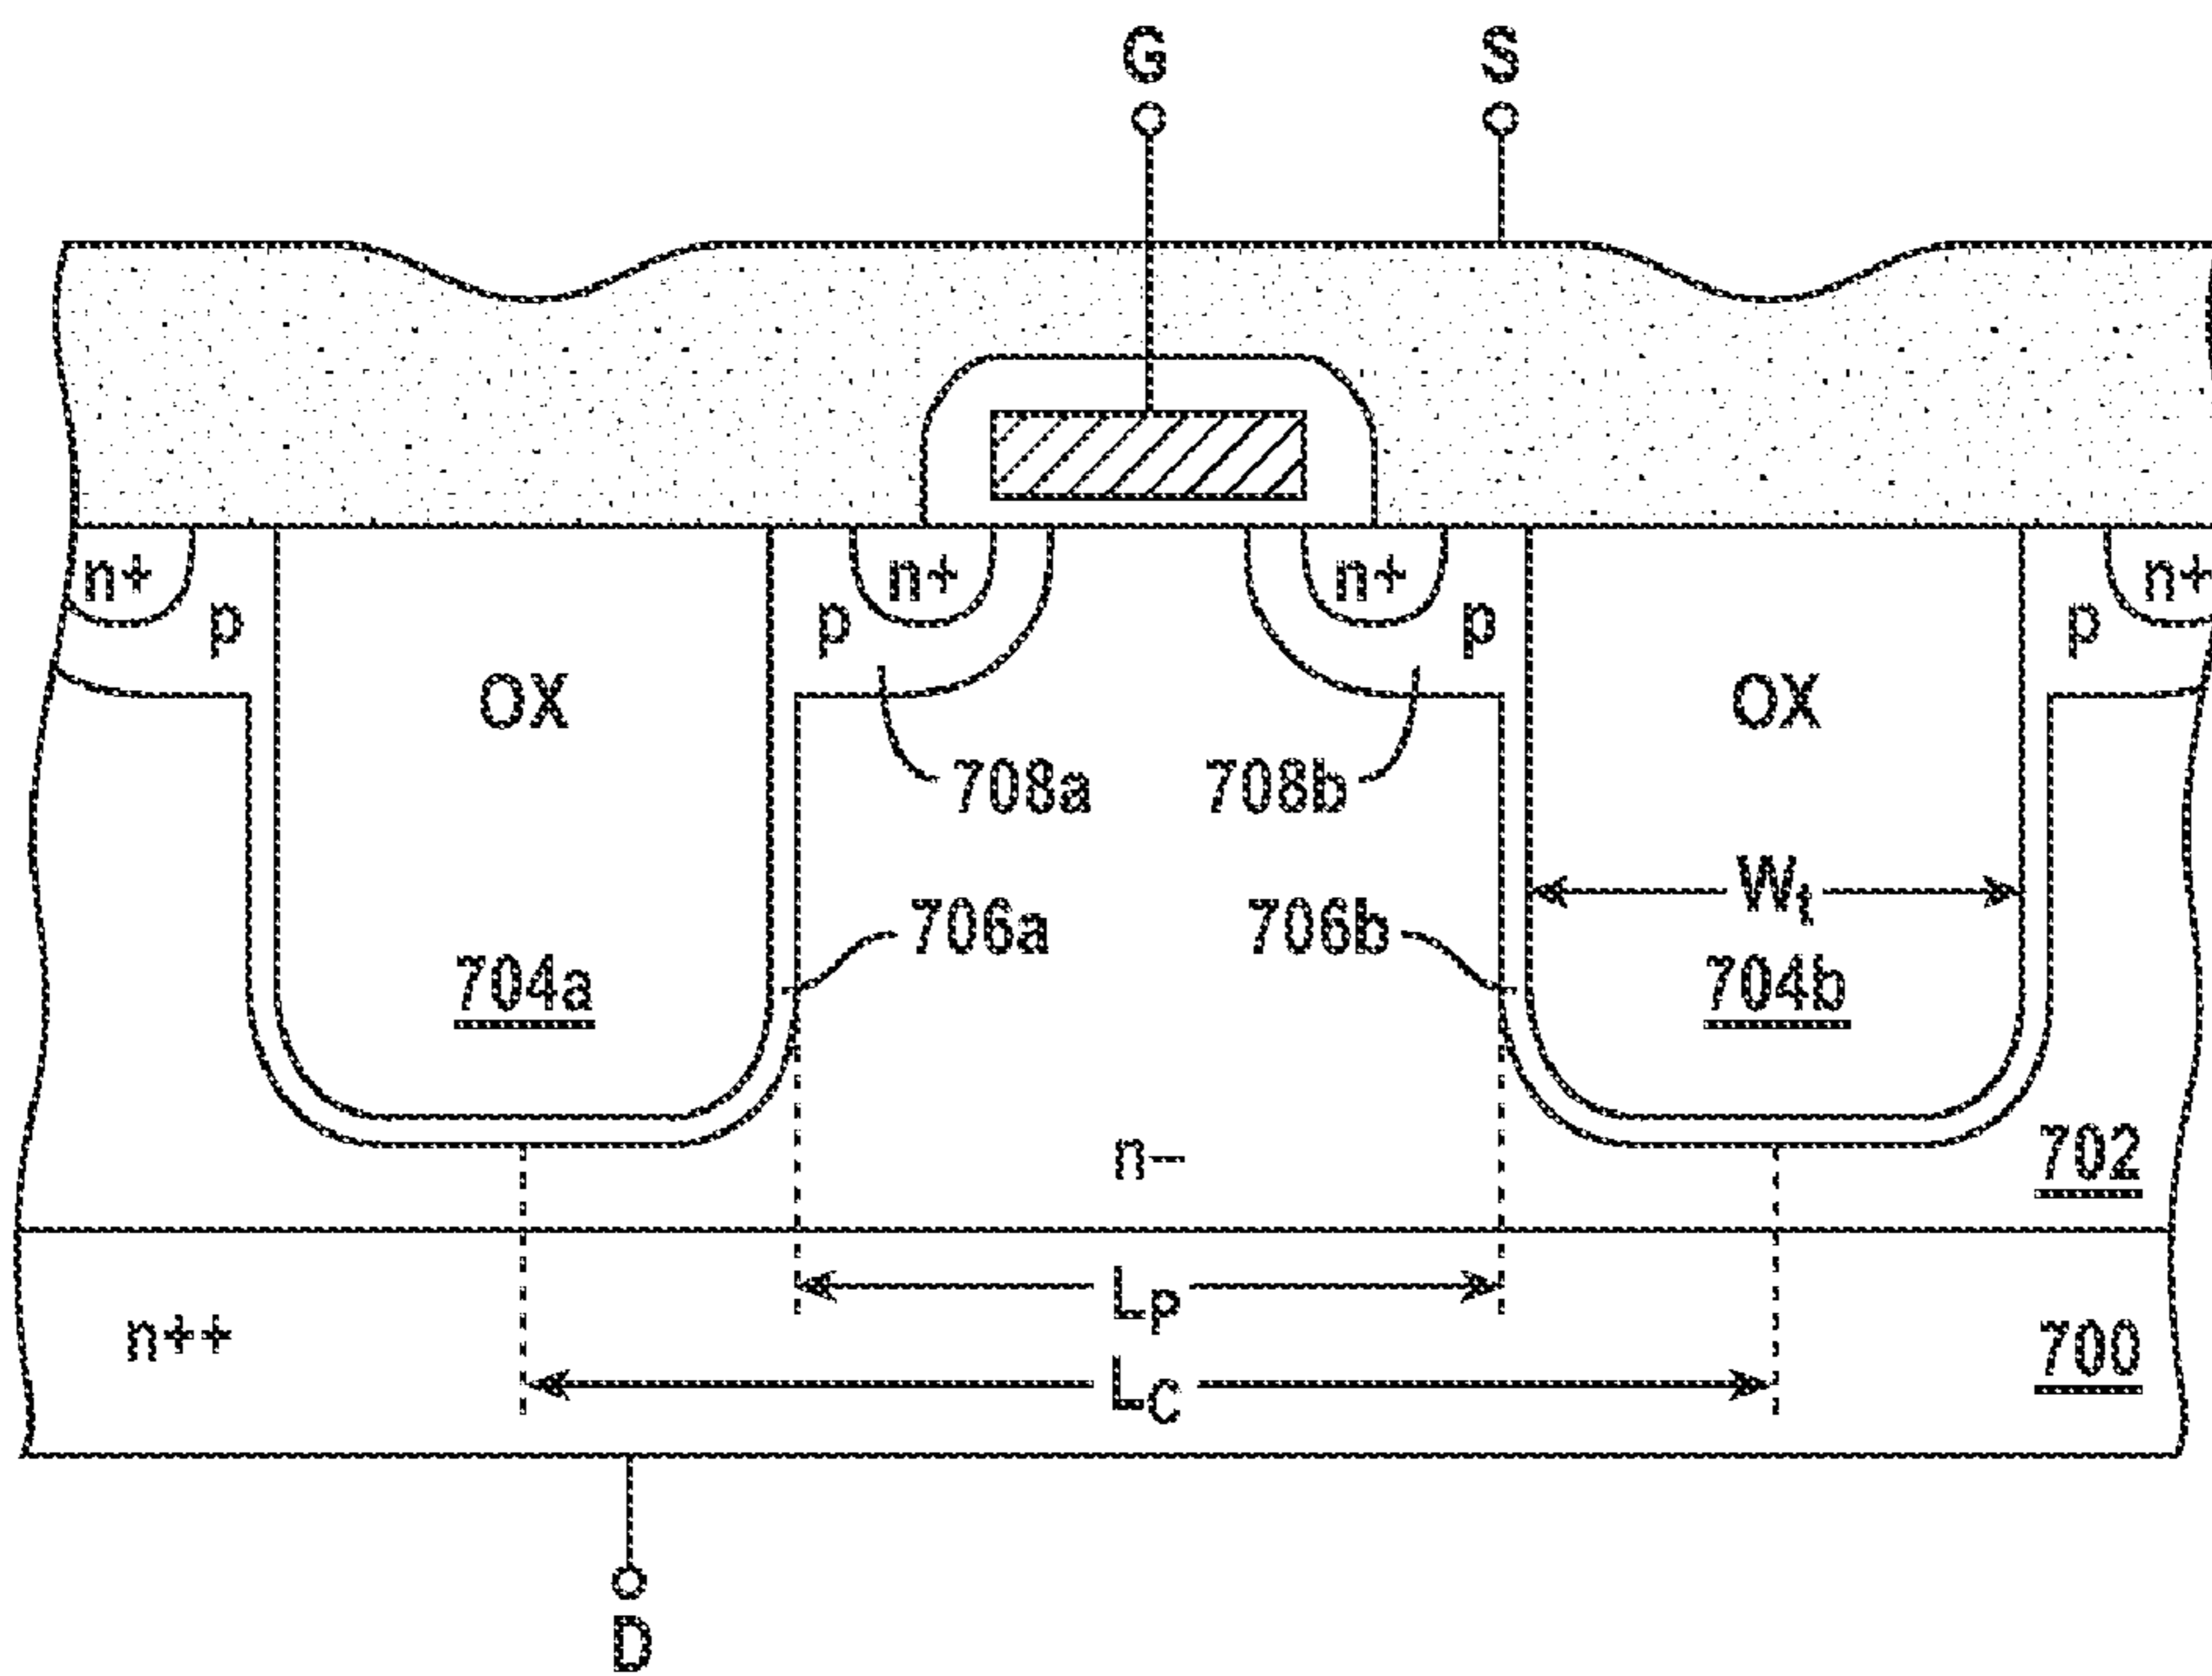 G S
n+ p p n+ n+ p p n+
OX OX
708a 708b
706a 706b Wt
704a 704b
n- 702
LP
n++ 700
LC
D